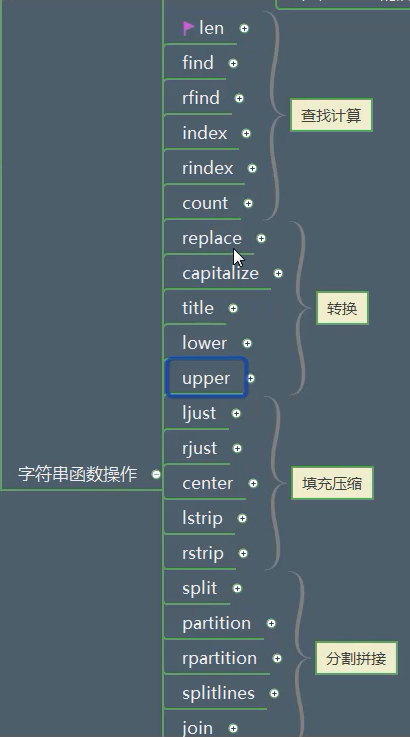 len
find
rfind
index
查找计算
rindex
count
replace
capitalize
title
转换
lower
upper
ljust
rjust
字符串函数操作
center
填充压缩
lstrip
rstrip
split
partition
rpartition
分割拼接
splitlines
join